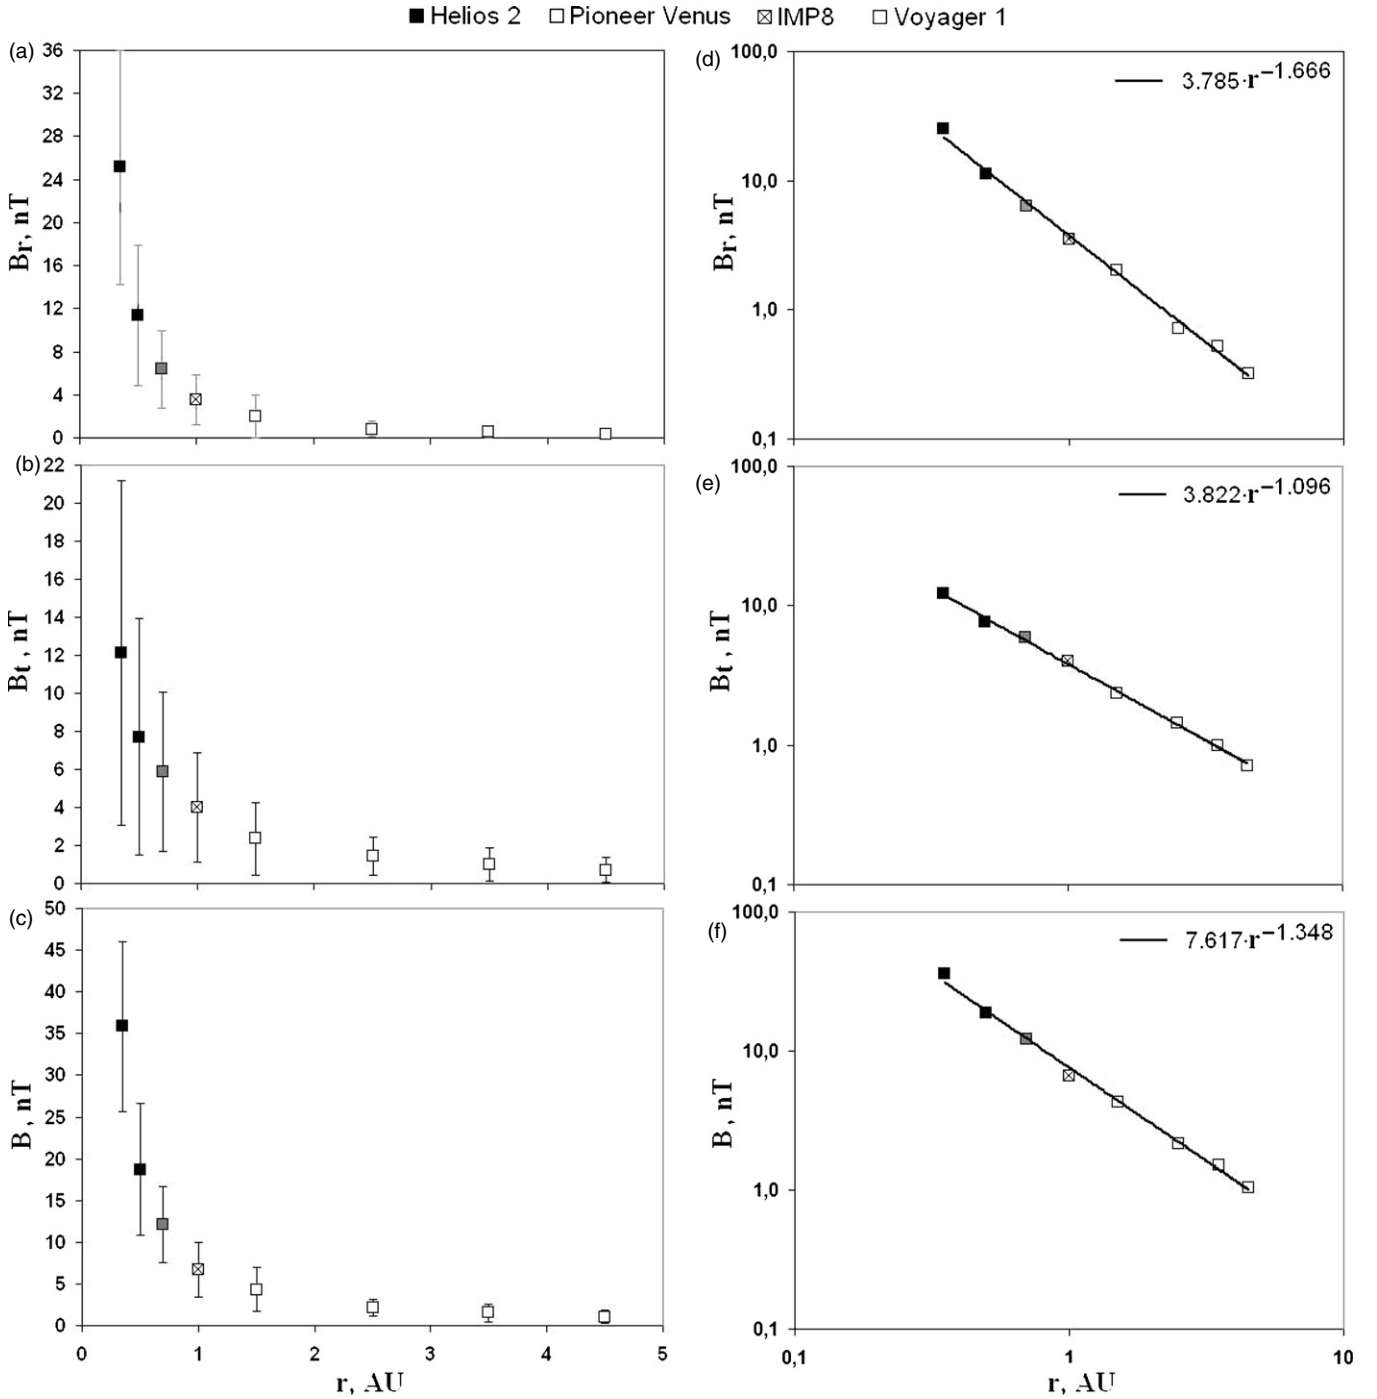 Helios 2 Pioneer Venus IMP8 Voyager 1
(a)
36
32
28
24
20
16
12
8
4
0
Br, nT
(d)
100,0
10,0
1,0
0,1
Br, nT
3.785·r−1.666
(b)
22
20
18
16
14
12
10
8
6
4
2
0
Bt, nT
(e)
100,0
10,0
1,0
0,1
Bt, nT
3.822·r−1.096
(c)
50
45
40
35
30
25
20
15
10
5
0
B, nT
0 1 2 3 4 5
r, AU
(f)
100,0
10,0
1,0
0,1
B, nT
7.617·r−1.348
0,1 1 10
r, AU